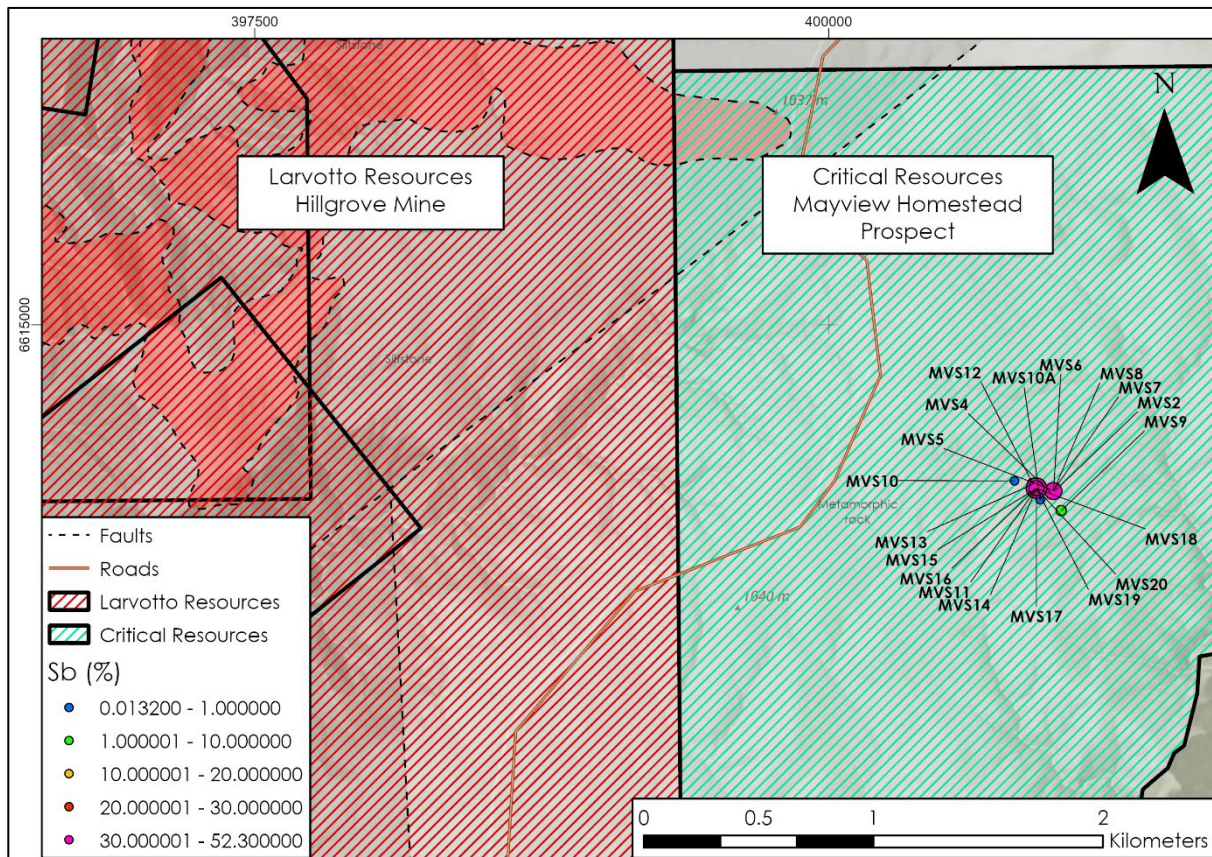 397500
400000
Siltstone
1037 m
N
Larvotto Resources
Hillgrove Mine
Critical Resources
Mayview Homestead
Prospect
6615000
Siltstone
MVS12
MVS10A
MVS6
MVS8
MVS7
MVS4
MVS2
MVS9
MVS5
MVS10
Metamorphic
rock
MVS13
MVS18
MVS15
MVS16
MVS20
MVS11
MVS19
MVS14
MVS17
1040 m
Faults
Roads
Larvotto Resources
Critical Resources
Sb (%)
0.013200 - 1.000000
1.000001 - 10.000000
10.000001 - 20.000000
20.000001 - 30.000000
30.000001 - 52.300000
0 0.5 1 2
Kilometers